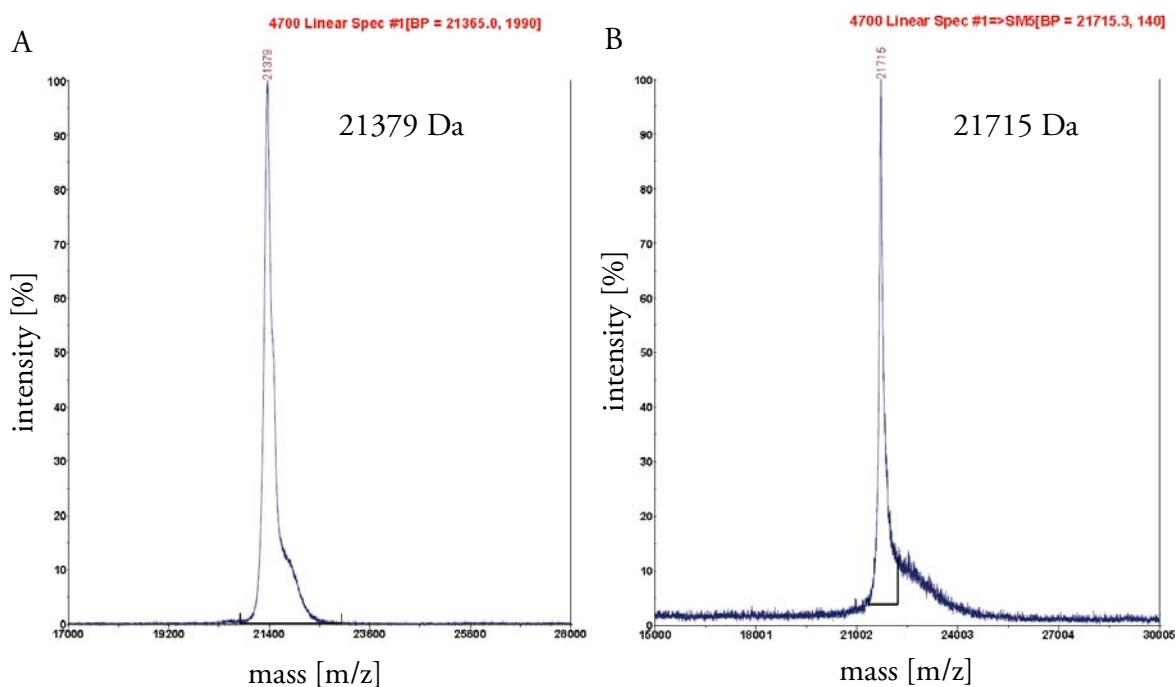 A
4700 Linear Spec #1[BP = 21365.0, 1990]
21379
21379 Da
100
90
80
70
60
50
40
30
20
10
0
intensity [%]
17000 19200 21400 23600 25800 28000
mass [m/z]
B
4700 Linear Spec #1=>SM5[BP = 21715.3, 140]
21715
21715 Da
100
90
80
70
60
50
40
30
20
10
0
intensity [%]
15000 18001 21002 24003 27004 30005
mass [m/z]